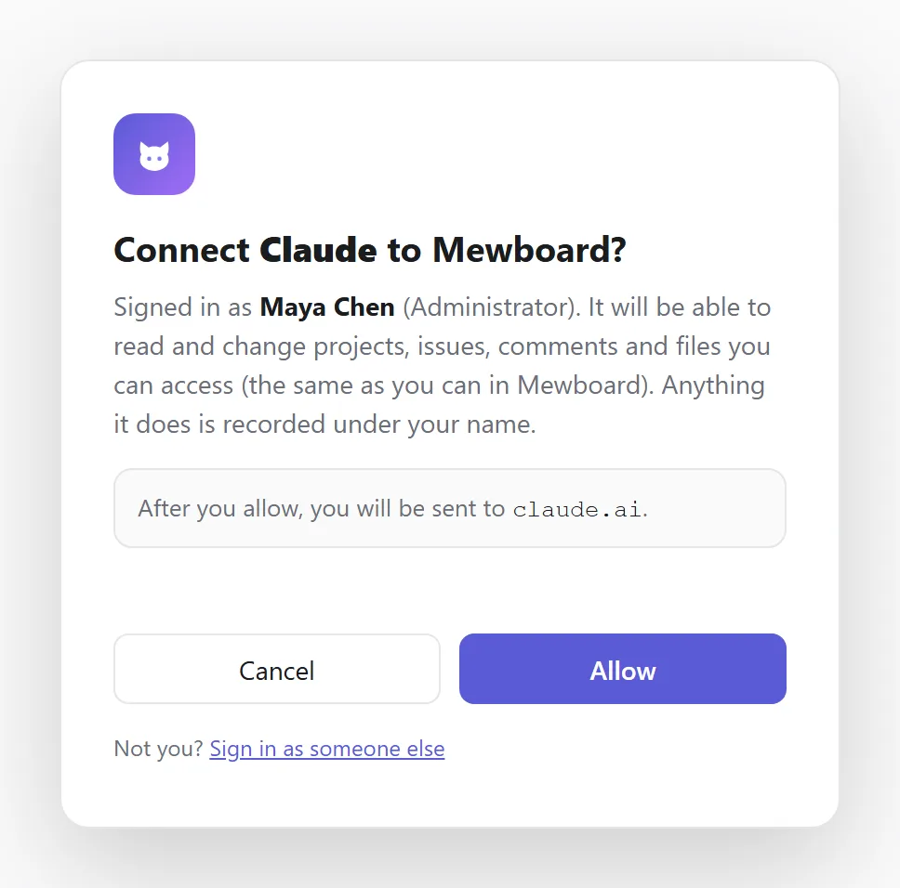 Connect Claude to Mewboard?
Signed in as Maya Chen (Administrator). It will be able to
read and change projects, issues, comments and files you
can access (the same as you can in Mewboard). Anything
it does is recorded under your name.
After you allow, you will be sent to claude.ai.
Cancel
Allow
Not you? Sign in as someone else